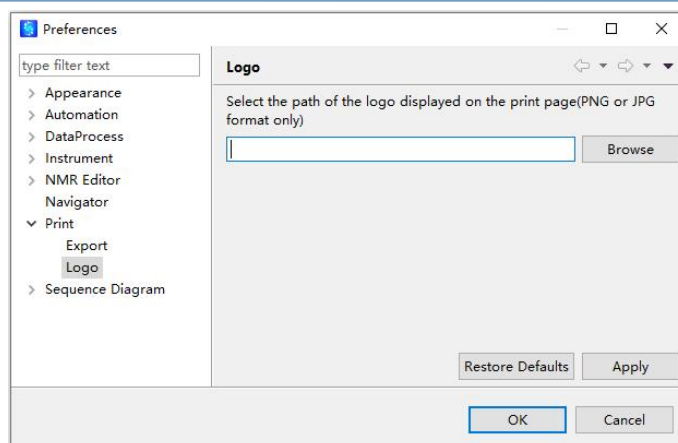 Preferences
type filter text
Logo
Appearance
Automation
DataProcess
Instrument
NMR Editor
Navigator
Print
Export
Logo
Sequence Diagram
Select the path of the logo displayed on the print page(PNG or JPG
format only)
Browse
Restore Defaults
Apply
OK
Cancel